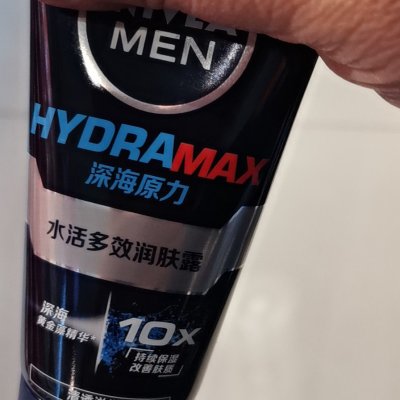 NIVEA
MEN
HYDRAMAX
深海原力
水活多效润肤露
深海
黄金藻精华*
10x
持续保湿
改善肤质